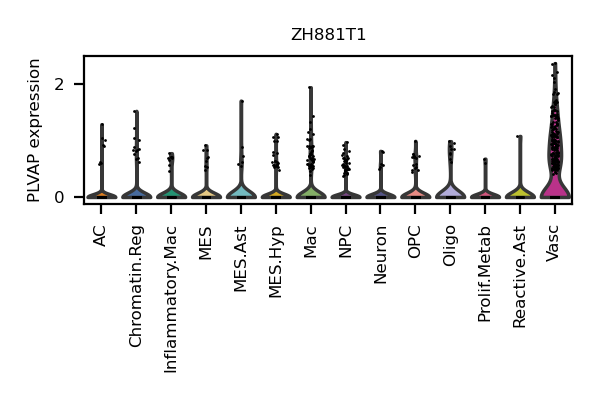 ZH881T1
PLVAP expression
2
0
AC
Chromatin.Reg
Inflammatory.Mac
MES
MES.Ast
MES.Hyp
Mac
NPC
Neuron
OPC
Oligo
Prolif.Metab
Reactive.Ast
Vasc